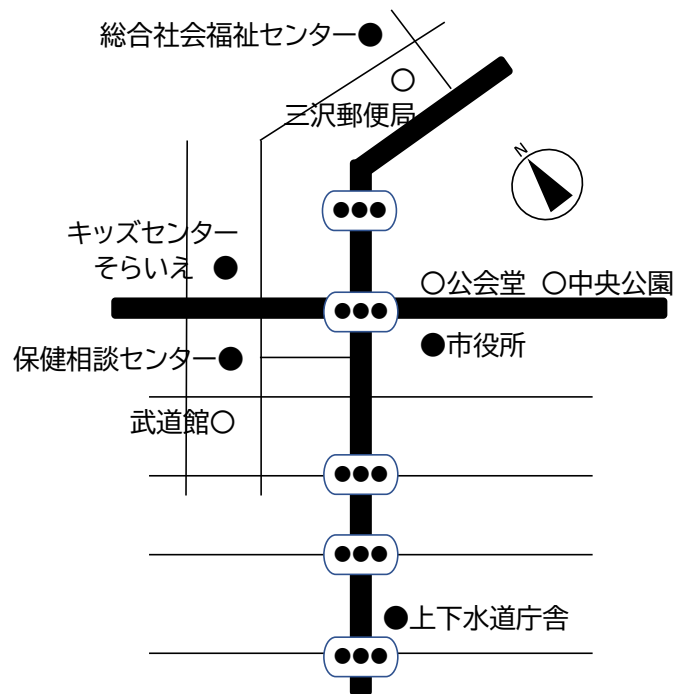 総合社会福祉センター
三沢郵便局
N
キッズセンター
そらいえ
公会堂 中央公園
保健相談センター
市役所
武道館
上下水道庁舎